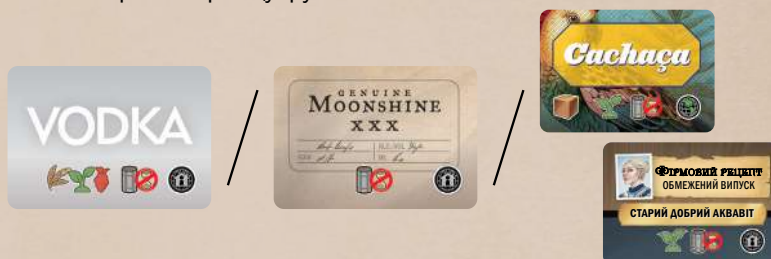 VODKA
GENUINE
MOONSHINE
XXX
Cachaça
ФІРМОВИЙ РЕЦЕПТ
ОБМЕЖЕНИЙ ВИПУСК
СТАРИЙ ДОБРИЙ АКВАВІТ